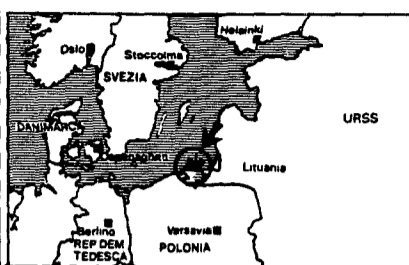 Helsinki
Oslo
Stoccolma
SVEZIA
URSS
DANIMARCA
Copenaghen
Lituania
Berlino
REP DEM
TEDESCA
Varsavia
POLONIA